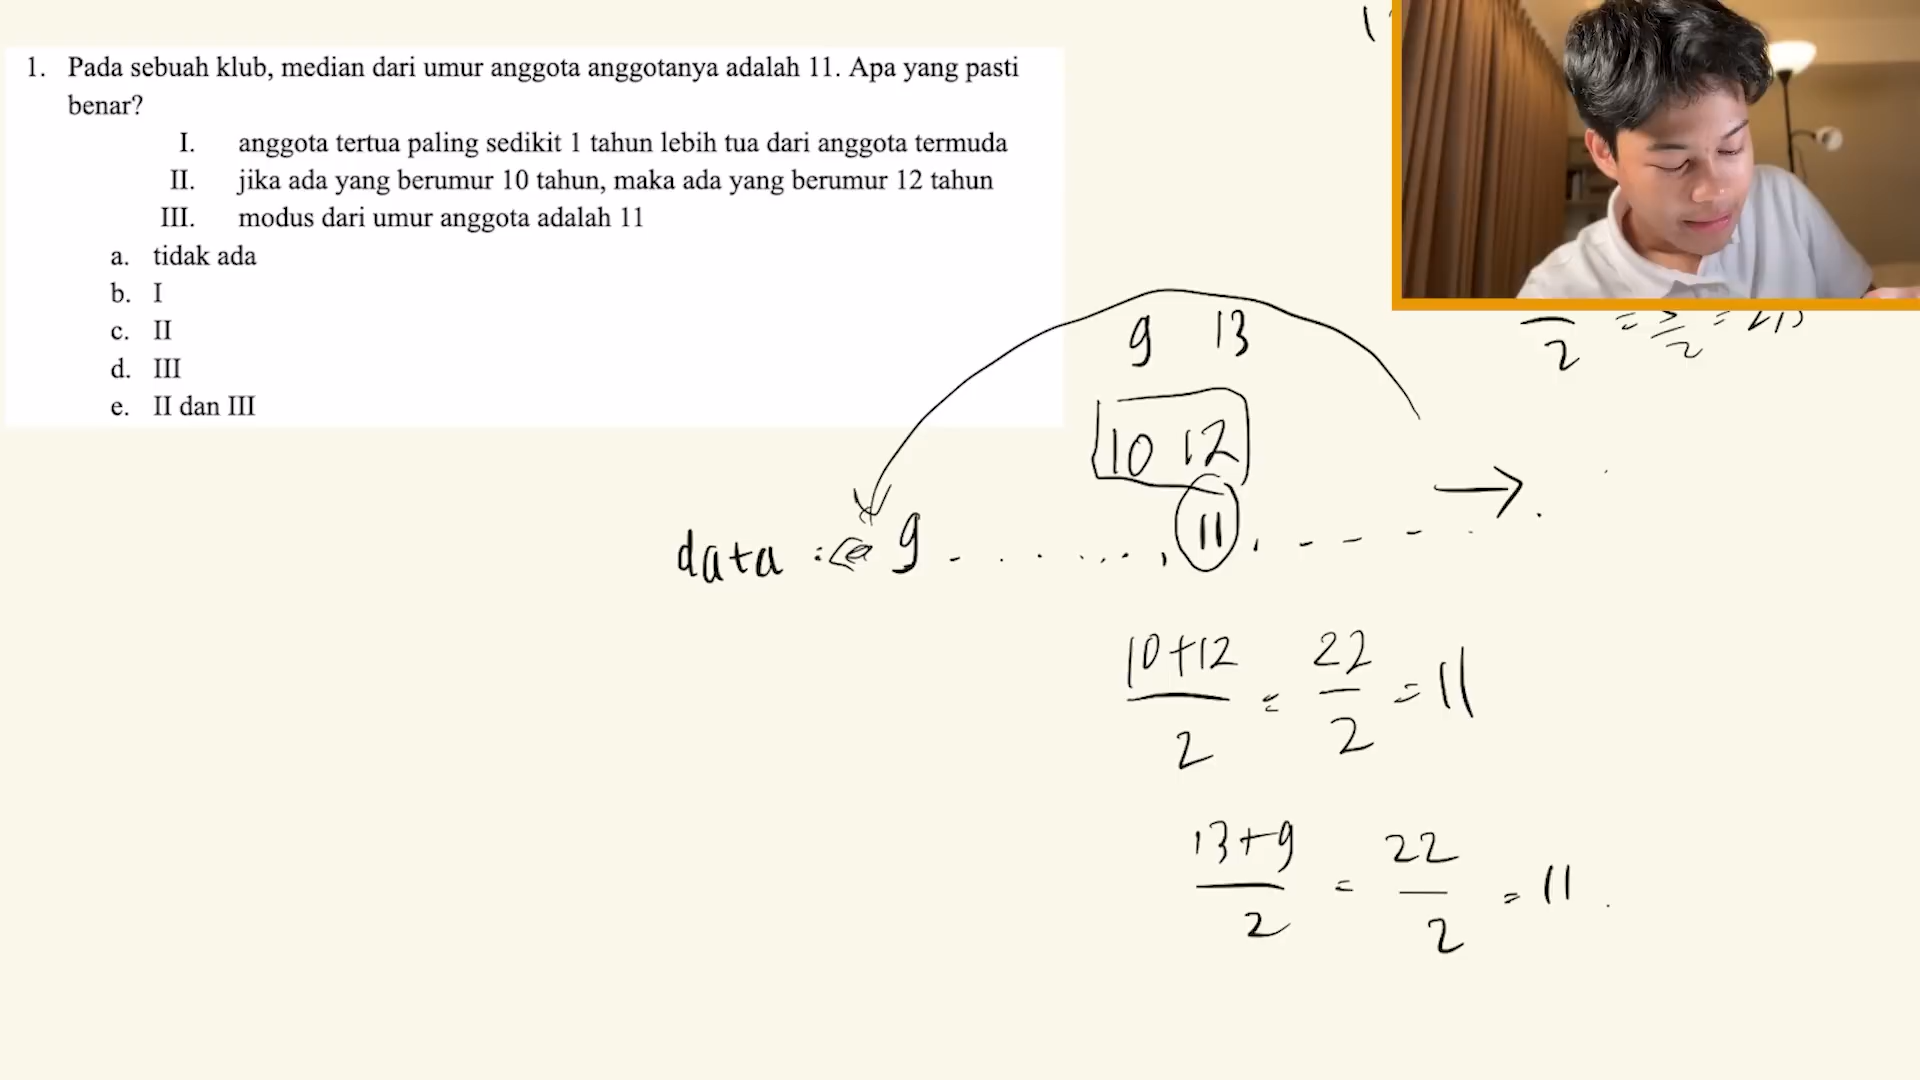 1. Pada sebuah klub, median dari umur anggota anggotanya adalah 11. Apa yang pasti
benar?
I. anggota tertua paling sedikit 1 tahun lebih tua dari anggota termuda
II. jika ada yang berumur 10 tahun, maka ada yang berumur 12 tahun
III. modus dari umur anggota adalah 11
a. tidak ada
b. I
c. II
d. III
e. II dan III
9 13
10 12
data : 9 . . . . . . , 11 , - - - .
10+12
2
= 22
2
= 11
13+9
2
= 22
2
= 11
2